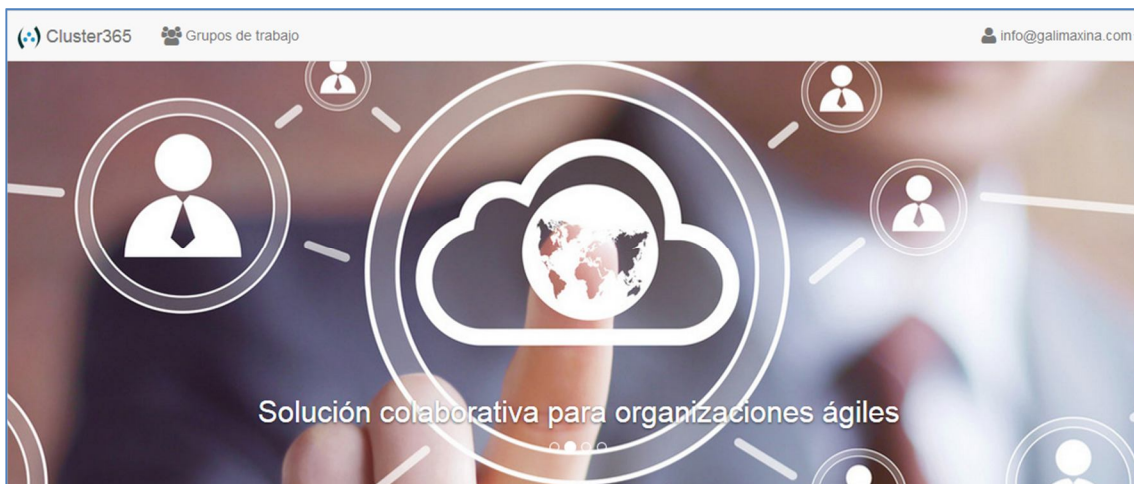 Cluster365
Grupos de trabajo
info@galimaxina.com
Solución colaborativa para organizaciones ágiles